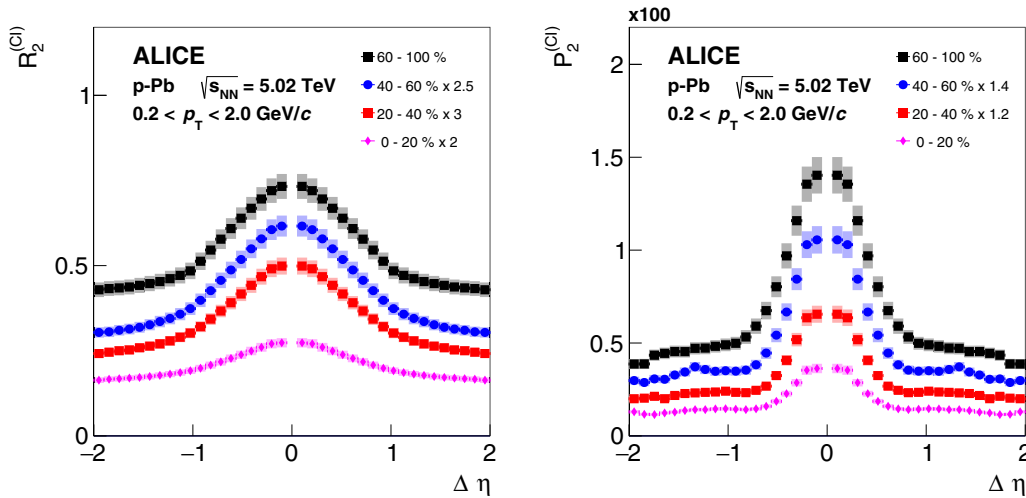 R₂^(CI)
ALICE
p-Pb √s_NN = 5.02 TeV
0.2 < p_T < 2.0 GeV/c
60 - 100 %
40 - 60 % x 2.5
20 - 40 % x 3
0 - 20 % x 2
1
0.5
0
−2 −1 0 1 2
Δ η
x100
P₂^(CI)
ALICE
p-Pb √s_NN = 5.02 TeV
0.2 < p_T < 2.0 GeV/c
60 - 100 %
40 - 60 % x 1.4
20 - 40 % x 1.2
0 - 20 %
2
1.5
1
0.5
0
−2 −1 0 1 2
Δ η